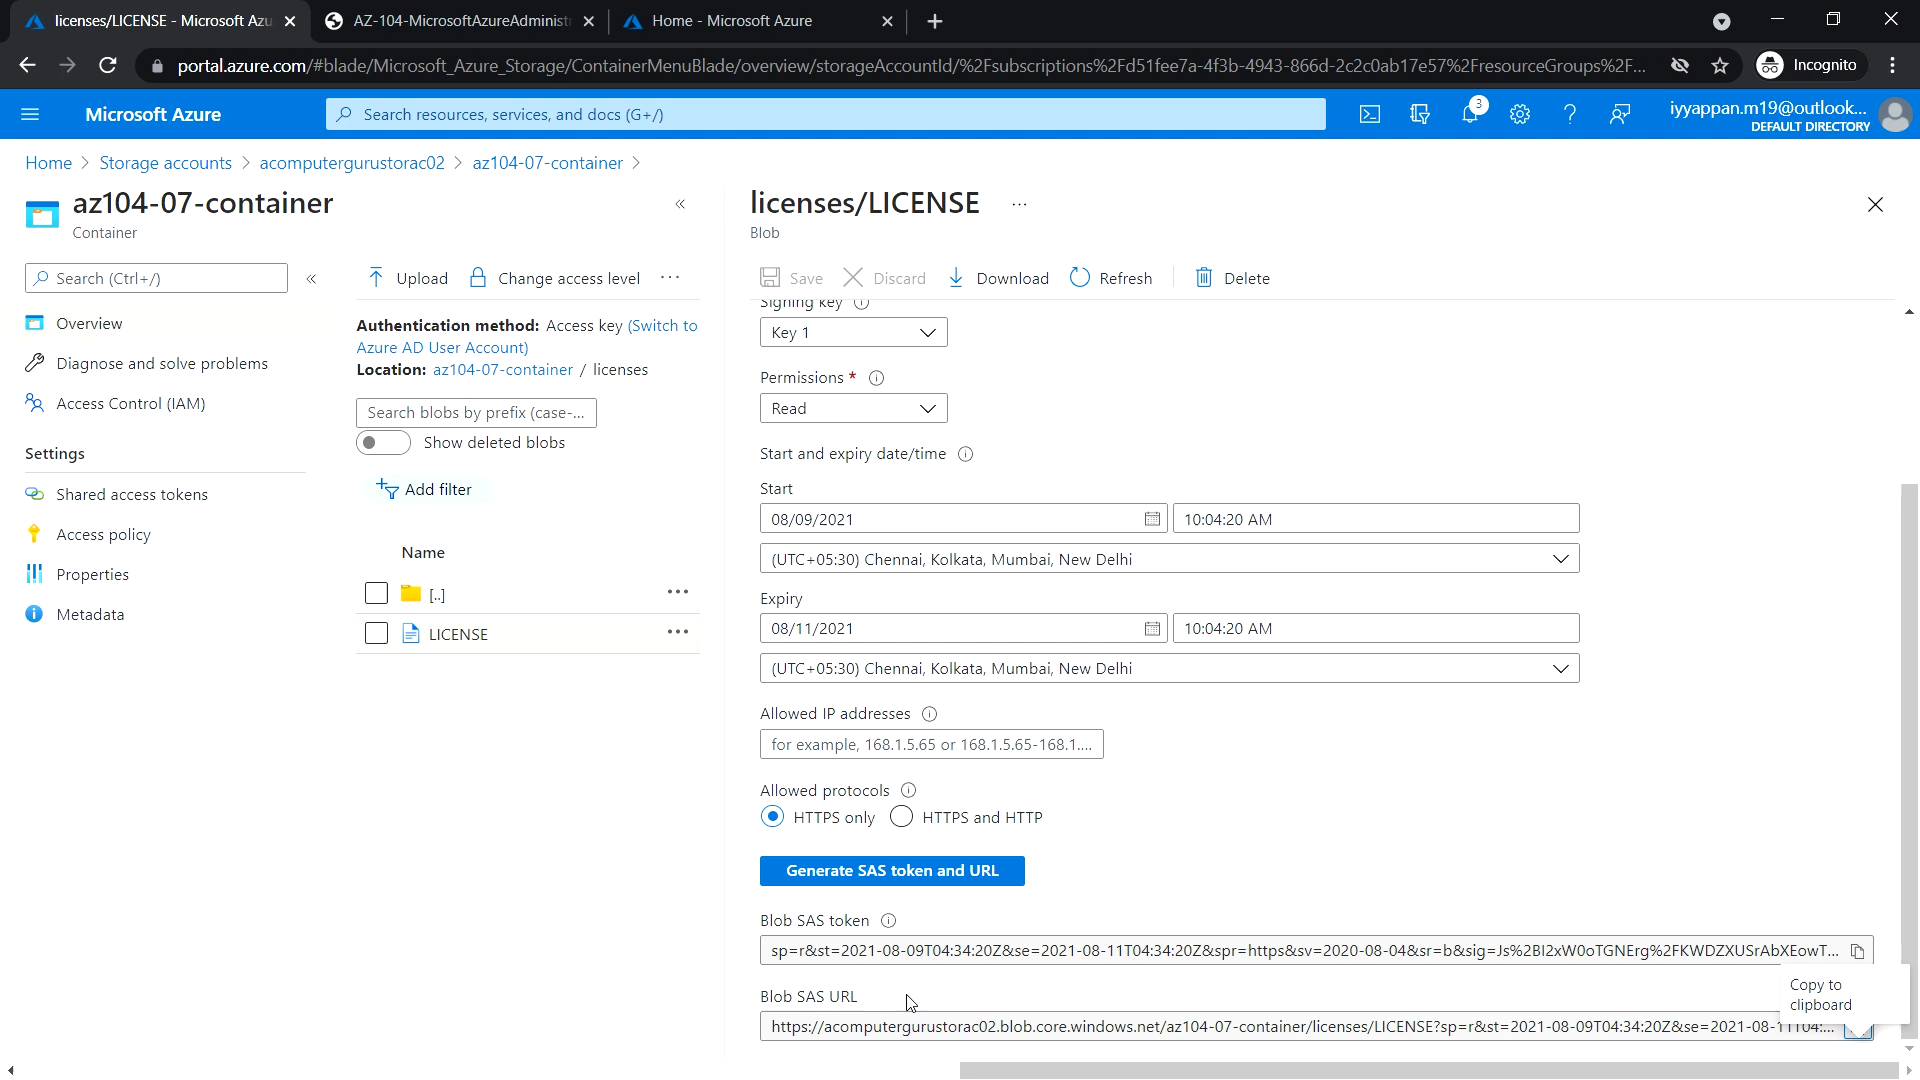 licenses/LICENSE - Microsoft Azu
AZ-104-MicrosoftAzureAdministr
Home - Microsoft Azure
portal.azure.com/#blade/Microsoft_Azure_Storage/ContainerMenuBlade/overview/storageAccountId/%2Fsubscriptions%2Fd51fee7a-4f3b-4943-866d-2c2c0ab17e57%2FresourceGroups%2F...
Incognito
Microsoft Azure
Search resources, services, and docs (G+/)
3
iyyappan.m19@outlook...
DEFAULT DIRECTORY
Home > Storage accounts > acomputergurustorac02 > az104-07-container >
az104-07-container
Container
Search (Ctrl+/)
Overview
Diagnose and solve problems
Access Control (IAM)
Settings
Shared access tokens
Access policy
Properties
Metadata
Upload
Change access level
Authentication method: Access key (Switch to
Azure AD User Account)
Location: az104-07-container / licenses
Search blobs by prefix (case-...
Show deleted blobs
Add filter
Name
[..]
LICENSE
licenses/LICENSE ...
Blob
Save
Discard
Download
Refresh
Delete
Signing key
Key 1
Permissions *
Read
Start and expiry date/time
Start
08/09/2021
10:04:20 AM
(UTC+05:30) Chennai, Kolkata, Mumbai, New Delhi
Expiry
08/11/2021
10:04:20 AM
(UTC+05:30) Chennai, Kolkata, Mumbai, New Delhi
Allowed IP addresses
for example, 168.1.5.65 or 168.1.5.65-168.1....
Allowed protocols
HTTPS only
HTTPS and HTTP
Generate SAS token and URL
Blob SAS token
sp=r&st=2021-08-09T04:34:20Z&se=2021-08-11T04:34:20Z&spr=https&sv=2020-08-04&sr=b&sig=Js%2BI2xW0oTGNErg%2FKWDZXUSrAbXEowT...
Copy to
clipboard
Blob SAS URL
https://acomputergurustorac02.blob.core.windows.net/az104-07-container/licenses/LICENSE?sp=r&st=2021-08-09T04:34:20Z&se=2021-08-11T04:...